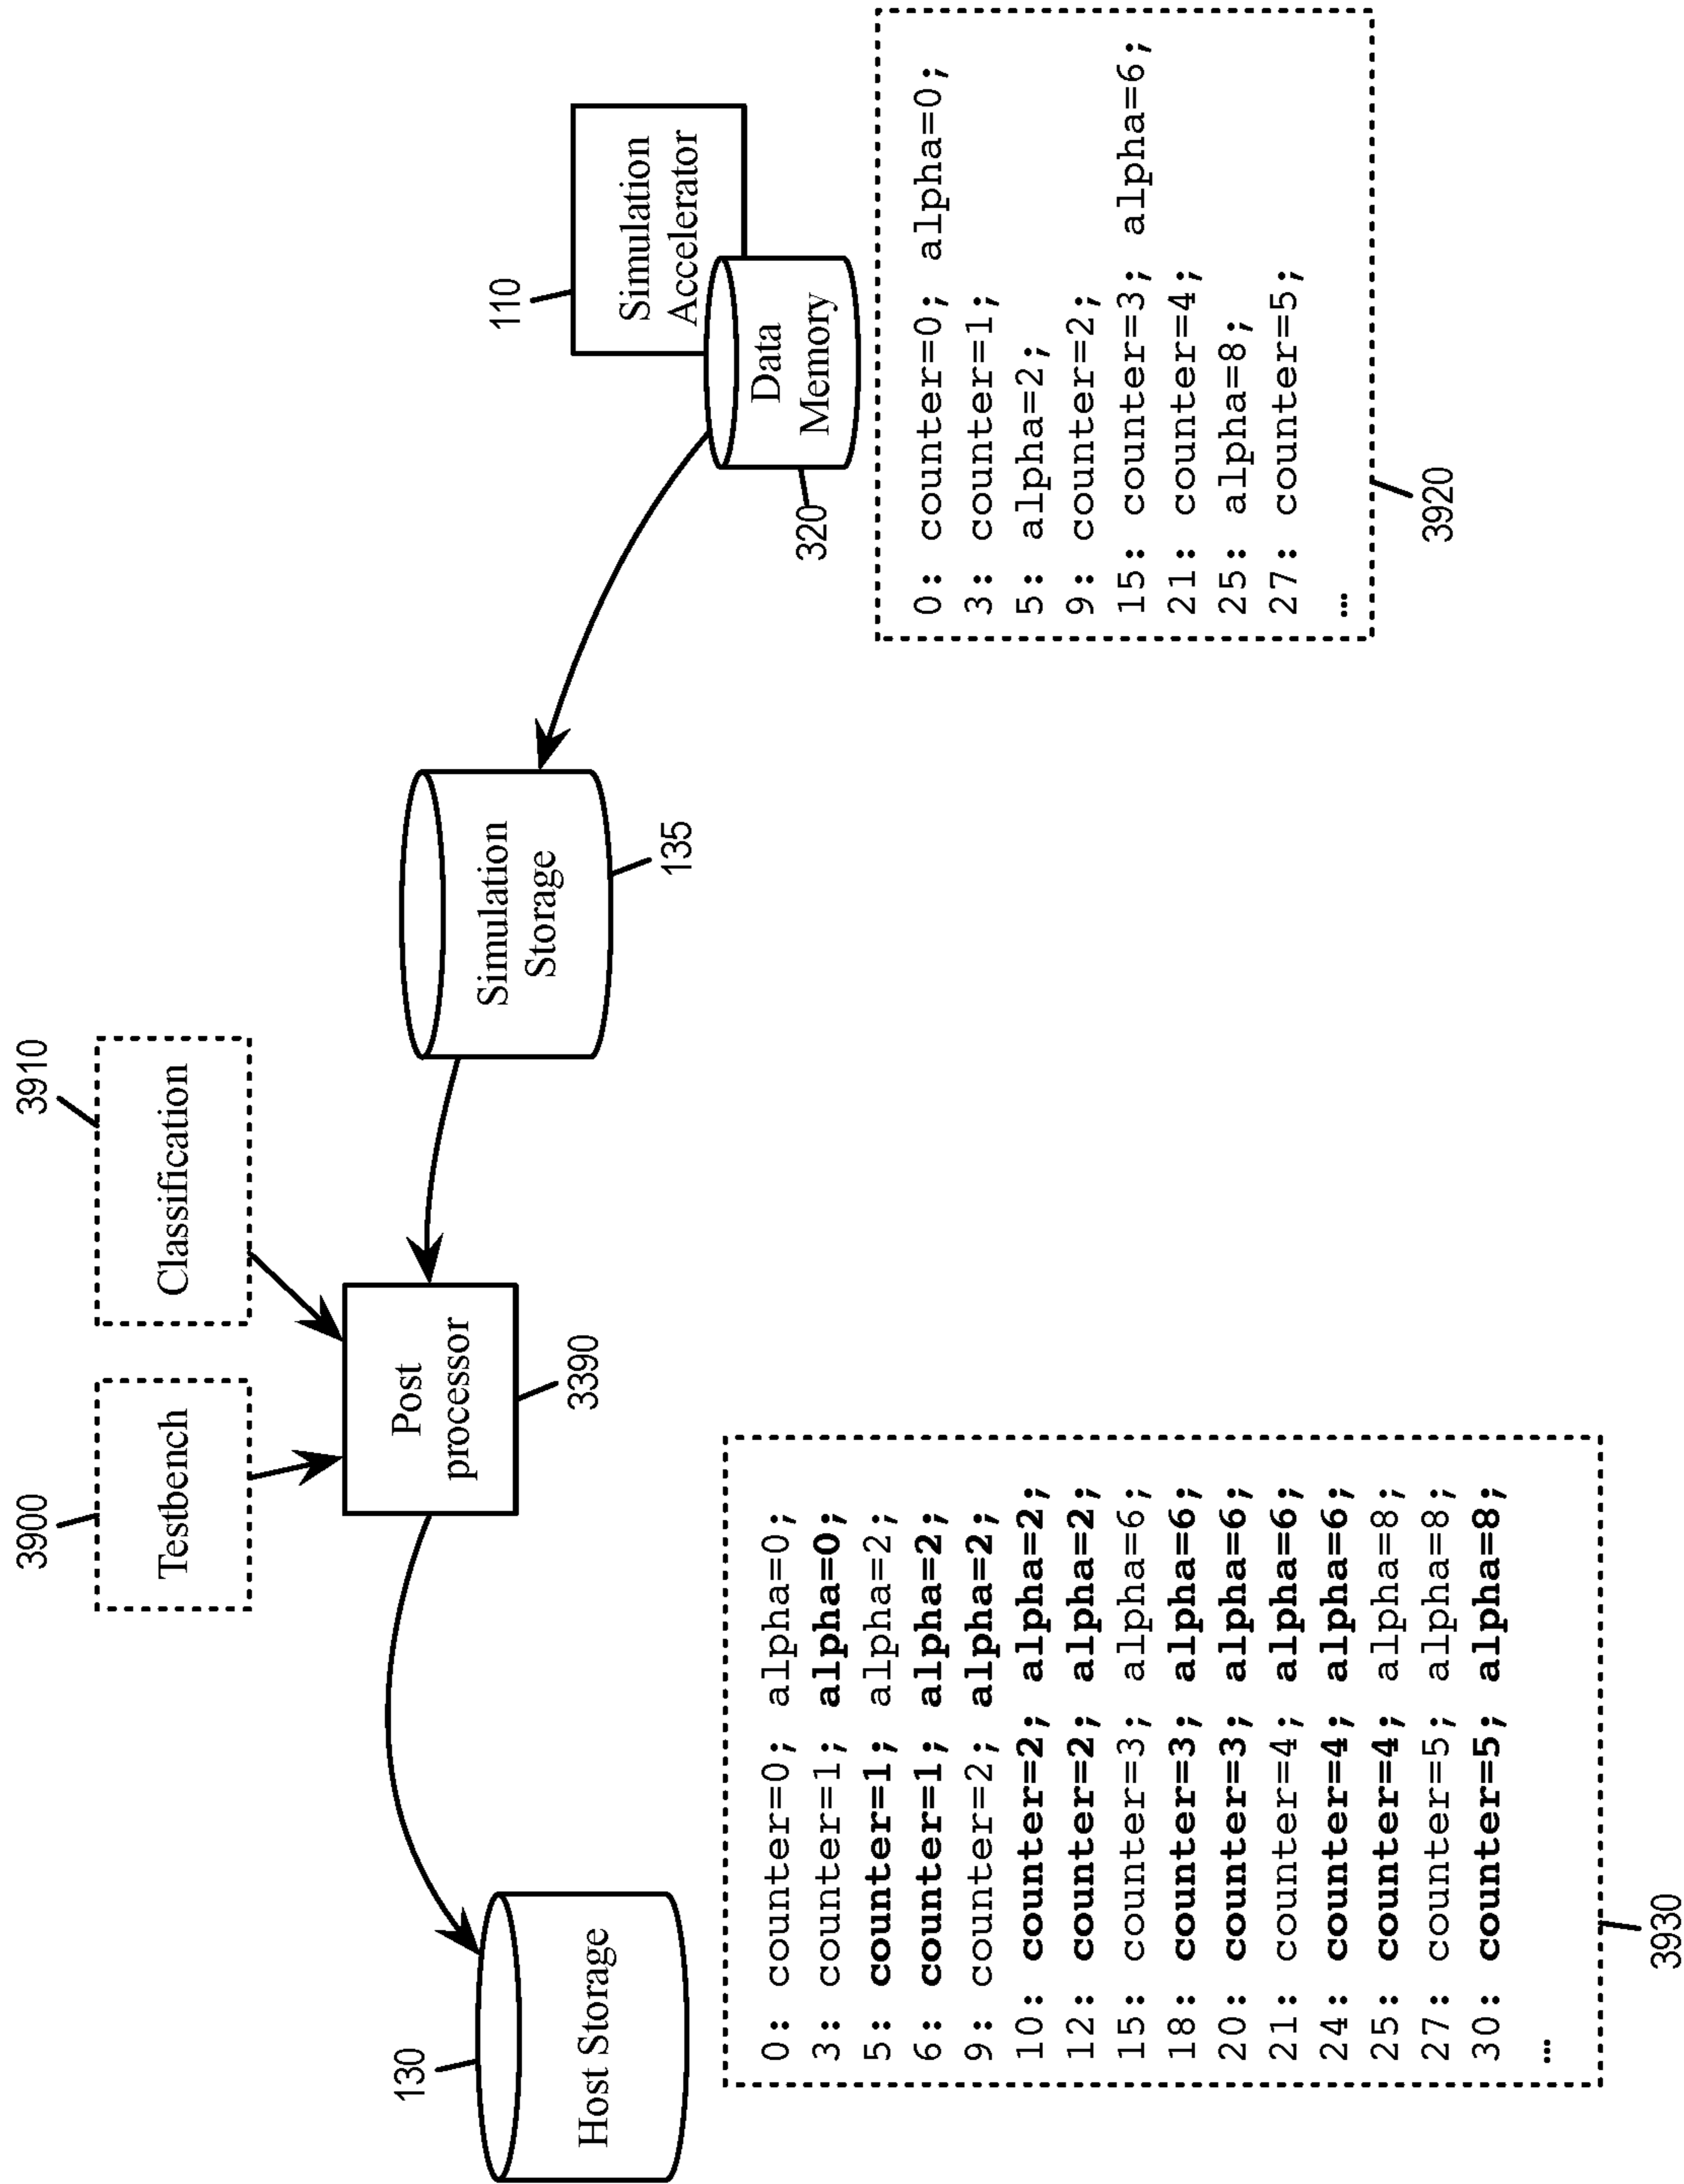 3900
3910
Testbench
Classification
Post
processor
3390
Host Storage
130
Simulation
Storage
135
110
Simulation
Accelerator
Data
Memory
320
0: counter=0; alpha=0;
3: counter=1; alpha=0;
5: counter=1; alpha=2;
6: counter=1; alpha=2;
9: counter=2; alpha=2;
10: counter=2; alpha=2;
12: counter=2; alpha=2;
15: counter=3; alpha=6;
18: counter=3; alpha=6;
20: counter=3; alpha=6;
21: counter=4; alpha=6;
24: counter=4; alpha=6;
25: counter=4; alpha=8;
27: counter=5; alpha=8;
30: counter=5; alpha=8;
...
3930
0: counter=0; alpha=0;
3: counter=1;
5: alpha=2;
9: counter=2;
15: counter=3; alpha=6;
21: counter=4;
25: alpha=8;
27: counter=5;
...
3920